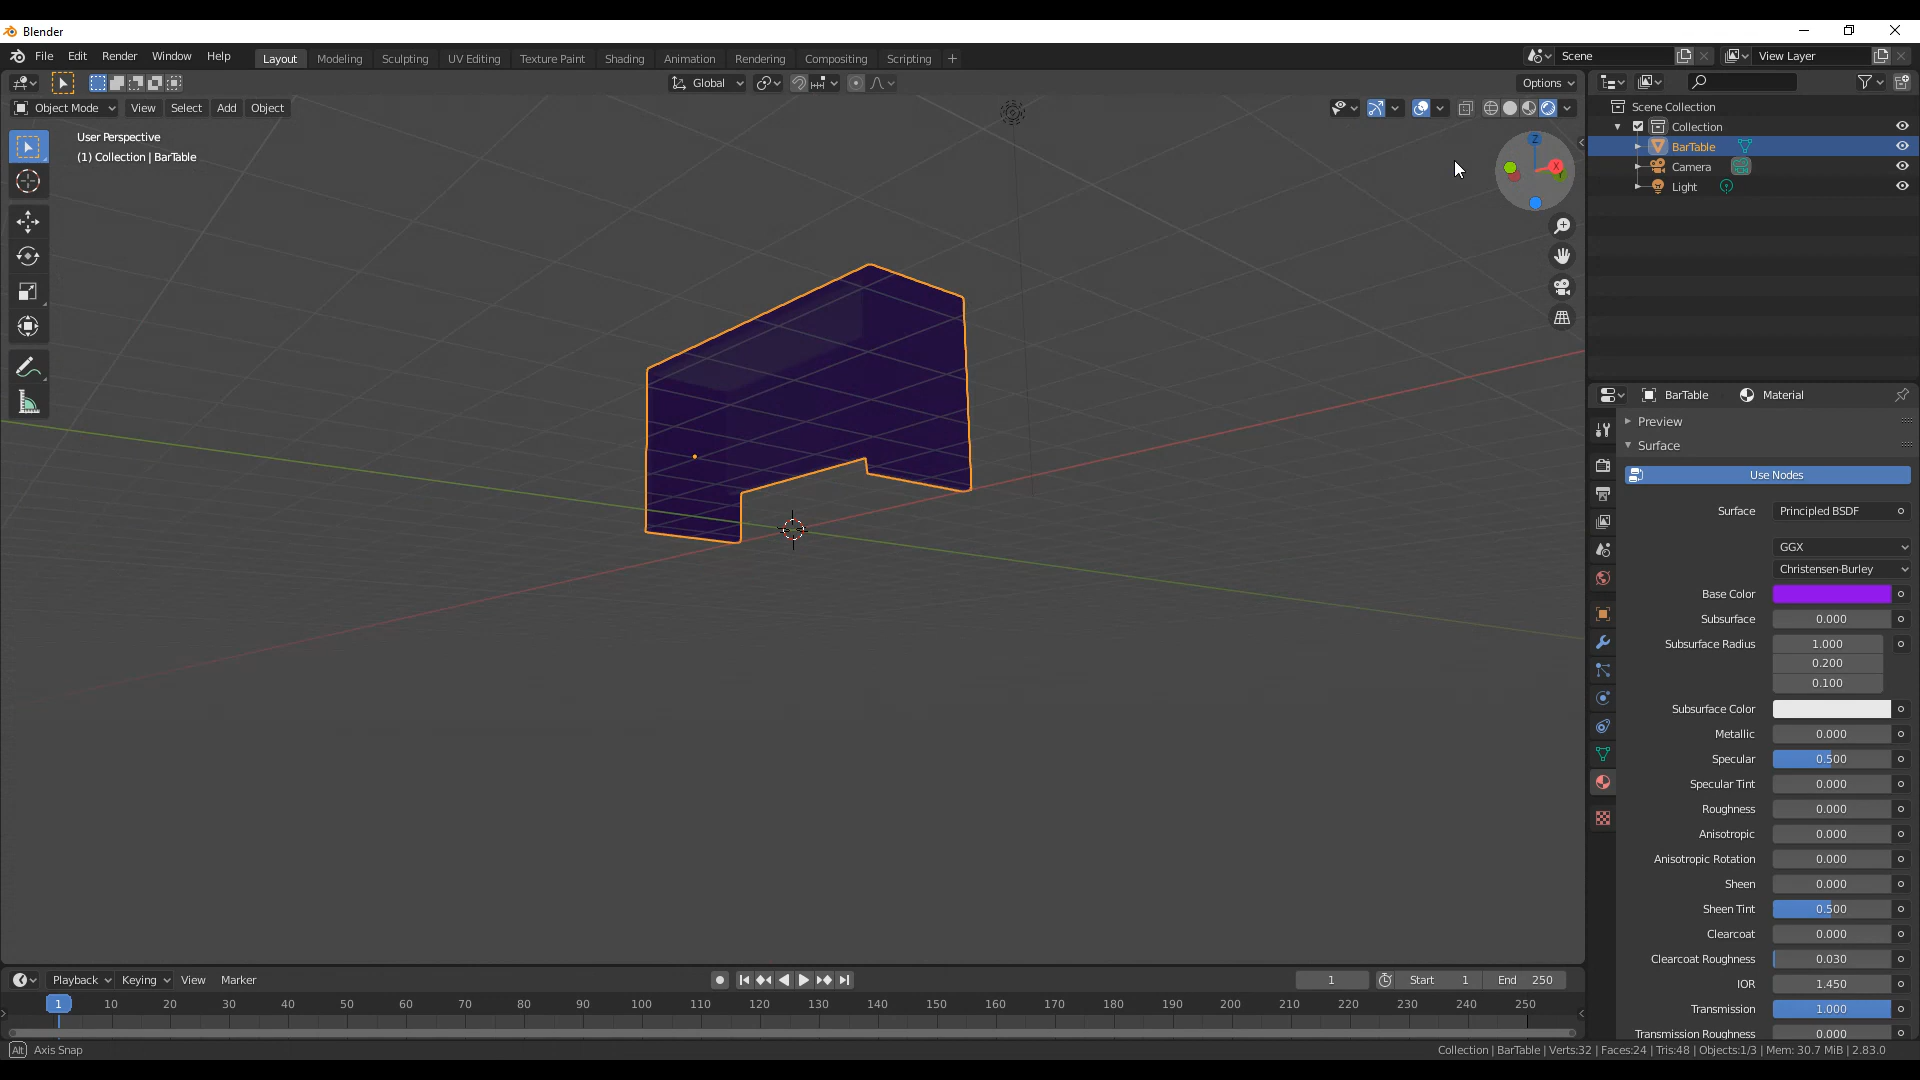 Blender
File Edit Render Window Help Layout Modeling Sculpting UV Editing Texture Paint Shading Animation Rendering Compositing Scripting + Scene View Layer
Global Options
Object Mode View Select Add Object
User Perspective
(1) Collection | BarTable
Z
X
Y
Scene Collection
Collection
BarTable
Camera
Light
BarTable Material
Preview
Surface
Use Nodes
Surface Principled BSDF
GGX
Christensen-Burley
Base Color
Subsurface 0.000
Subsurface Radius 1.000
0.200
0.100
Subsurface Color
Metallic 0.000
Specular 0.500
Specular Tint 0.000
Roughness 0.000
Anisotropic 0.000
Anisotropic Rotation 0.000
Sheen 0.000
Sheen Tint 0.500
Clearcoat 0.000
Clearcoat Roughness 0.030
IOR 1.450
Transmission 1.000
Transmission Roughness 0.000
Playback Keying View Marker 1 Start 1 End 250
1 10 20 30 40 50 60 70 80 90 100 110 120 130 140 150 160 170 180 190 200 210 220 230 240 250
Alt Axis Snap Collection | BarTable | Verts:32 | Faces:24 | Tris:48 | Objects:1/3 | Mem: 30.7 MiB | 2.83.0